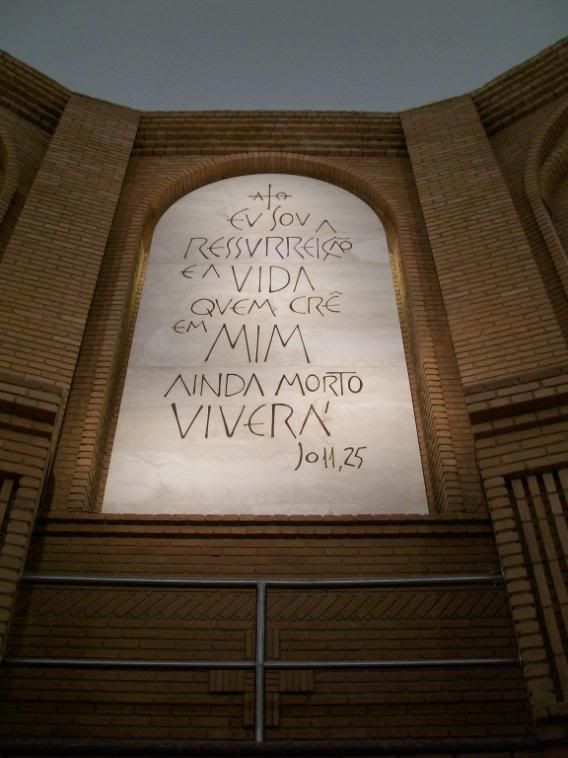 A†O
EU SOU A
RESSURREIÇÃO
E A VIDA
QUEM CRÊ
EM MIM
AINDA MORTO
VIVERÁ
Jo 11,25